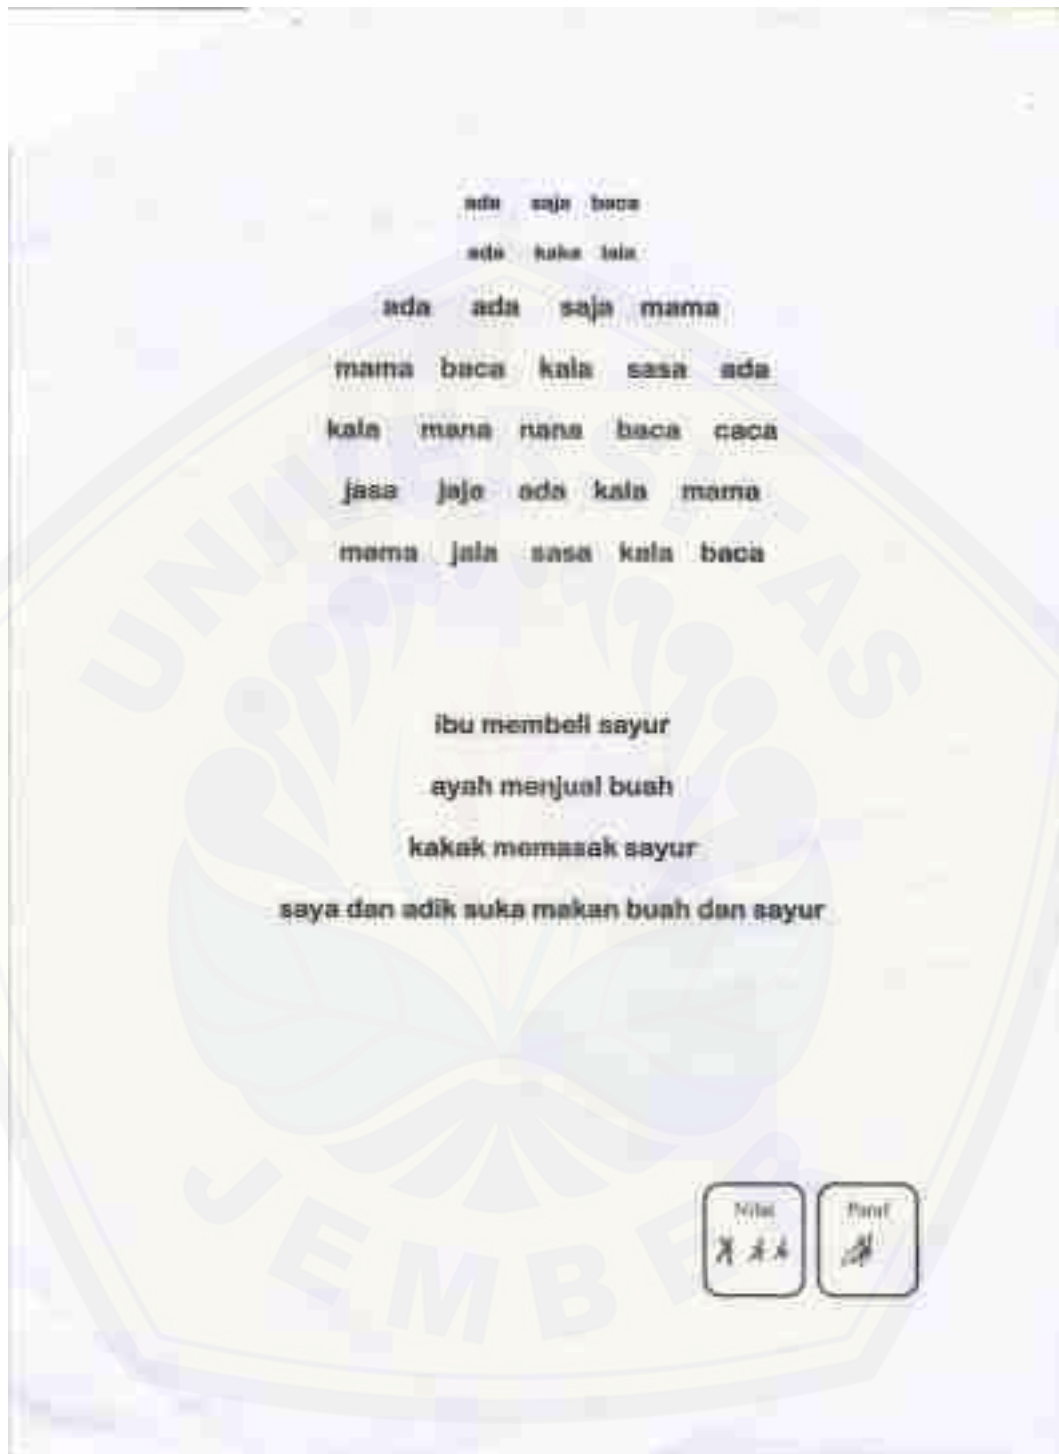 ada saja baca
ada kaka lala
ada ada saja mama
mama baca kala sasa ada
kala mana nana baca caca
jasa jaja ada kala mama
mama jala sasa kala baca
ibu membeli sayur
ayah menjual buah
kakak memasak sayur
saya dan adik suka makan buah dan sayur
Nilai Paraf
UNIVERSITAS
JEMBER